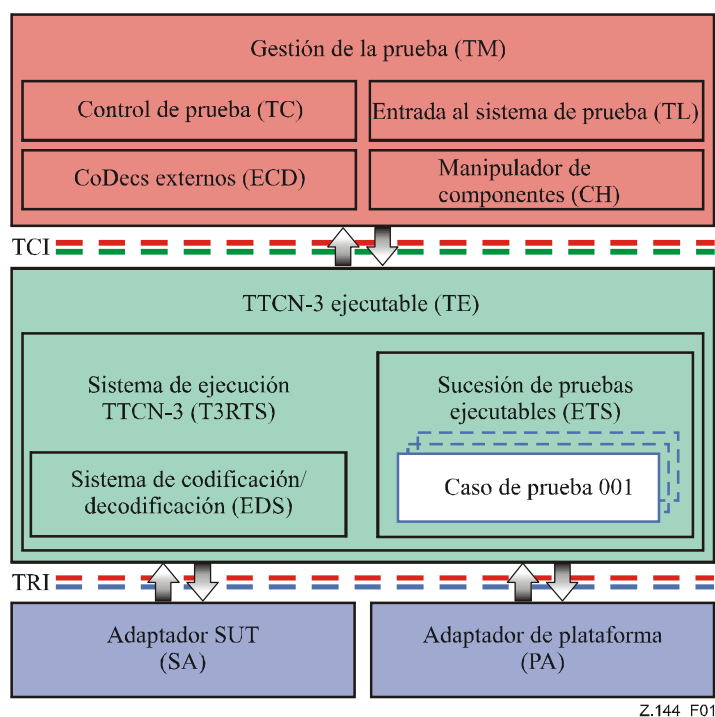 Gestión de la prueba (TM)
Control de prueba (TC)
Entrada al sistema de prueba (TL)
CoDecs externos (ECD)
Manipulador de
componentes (CH)
TCI
TTCN-3 ejecutable (TE)
Sistema de ejecución
TTCN-3 (T3RTS)
Sucesión de pruebas
ejecutables (ETS)
Sistema de codificación/
decodificación (EDS)
Caso de prueba 001
TRI
Adaptador SUT
(SA)
Adaptador de plataforma
(PA)
Z.144 F01